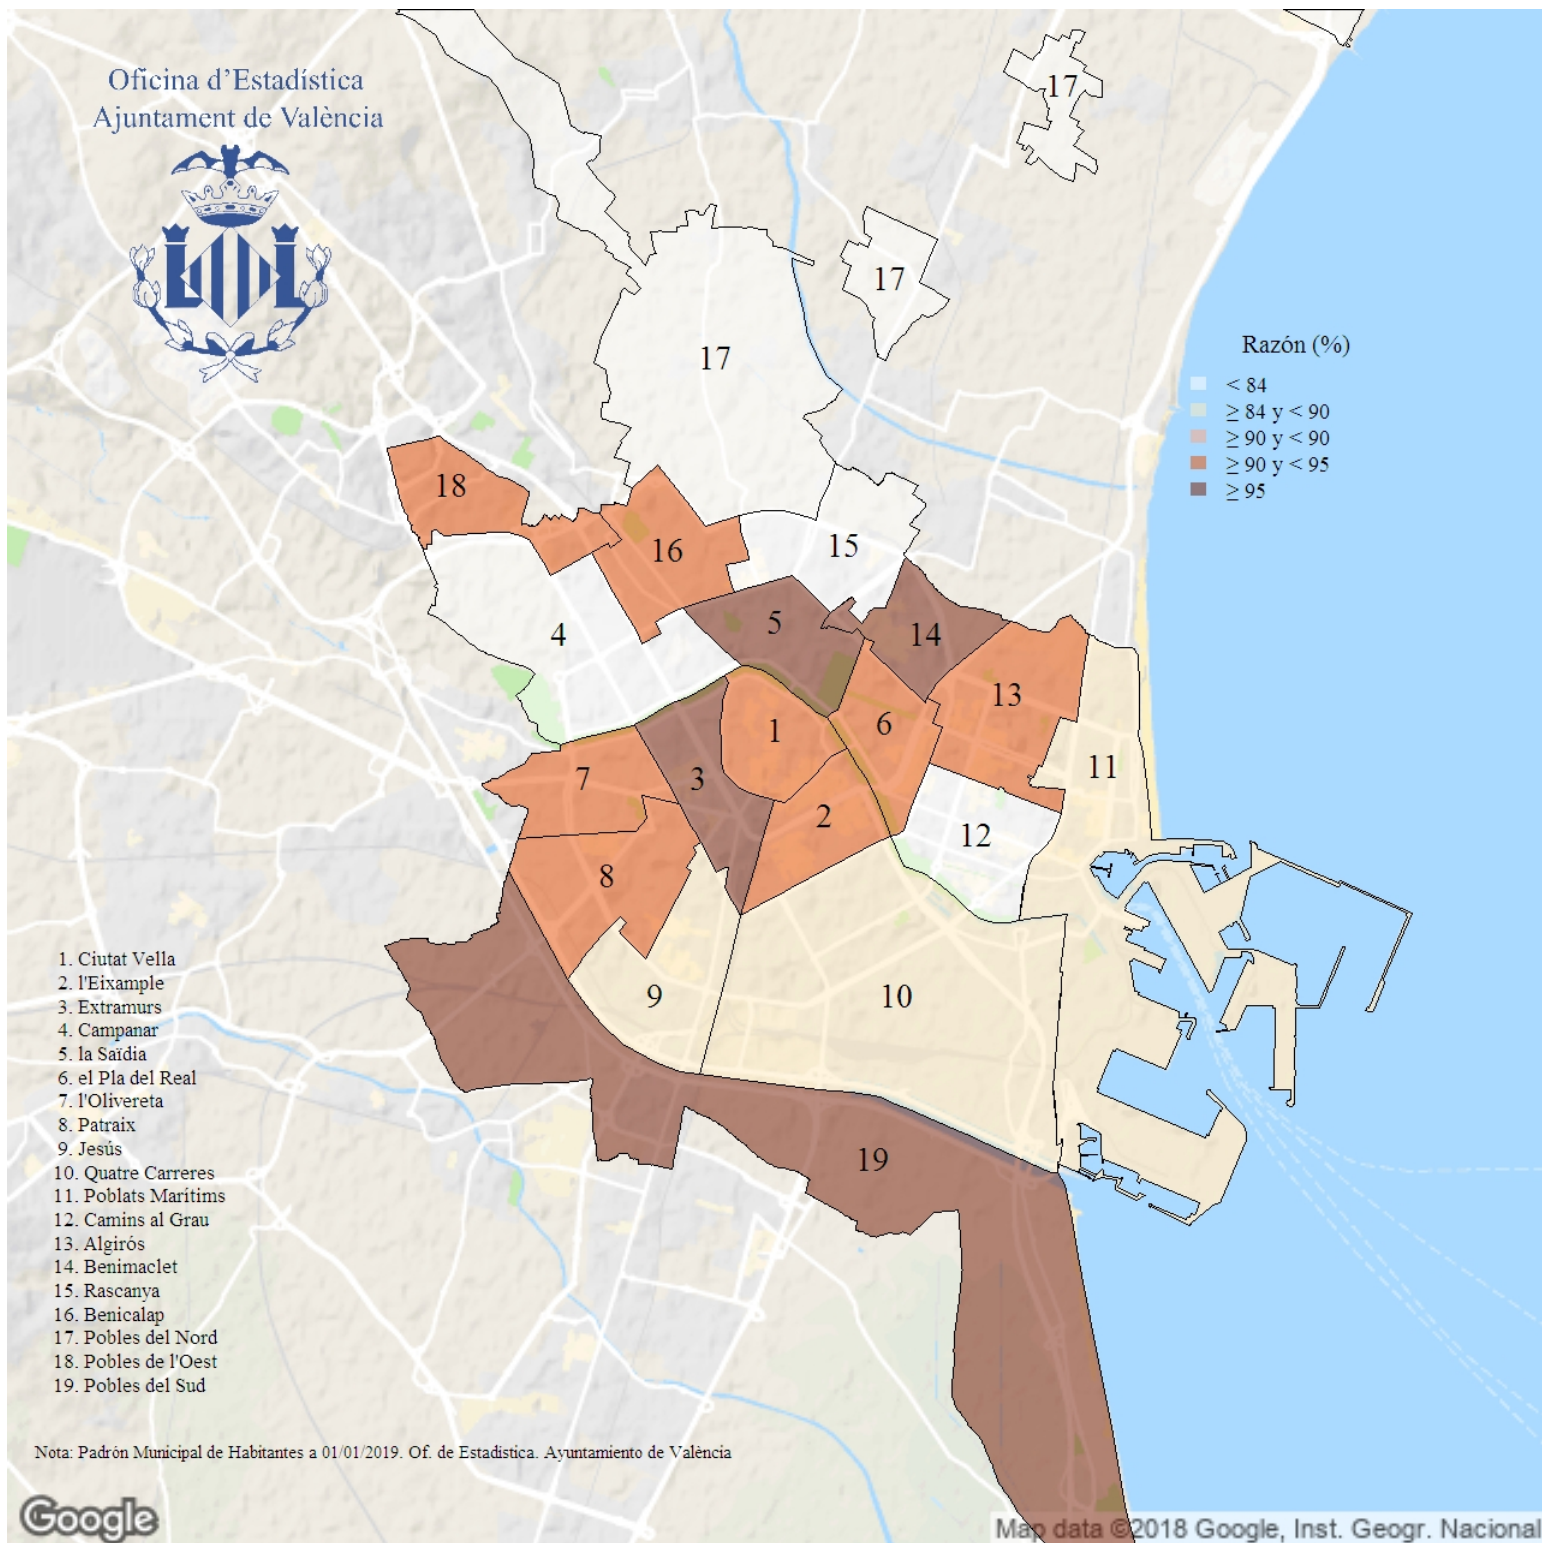 Oficina d'Estadística
Ajuntament de València
17
17
17
Razón (%)
< 84
≥ 84 y < 90
≥ 90 y < 90
≥ 90 y < 95
≥ 95
18
16
15
4
5
14
13
1
6
11
7
3
2
12
8
9
10
19
1. Ciutat Vella
2. l'Eixample
3. Extramurs
4. Campanar
5. la Saïdia
6. el Pla del Real
7. l'Olivereta
8. Patraix
9. Jesús
10. Quatre Carreres
11. Poblats Marítims
12. Camins al Grau
13. Algirós
14. Benimaclet
15. Rascanya
16. Benicalap
17. Pobles del Nord
18. Pobles de l'Oest
19. Pobles del Sud
Nota: Padrón Municipal de Habitantes a 01/01/2019. Of. de Estadística. Ayuntamiento de València
Google
Map data ©2018 Google, Inst. Geogr. Nacional